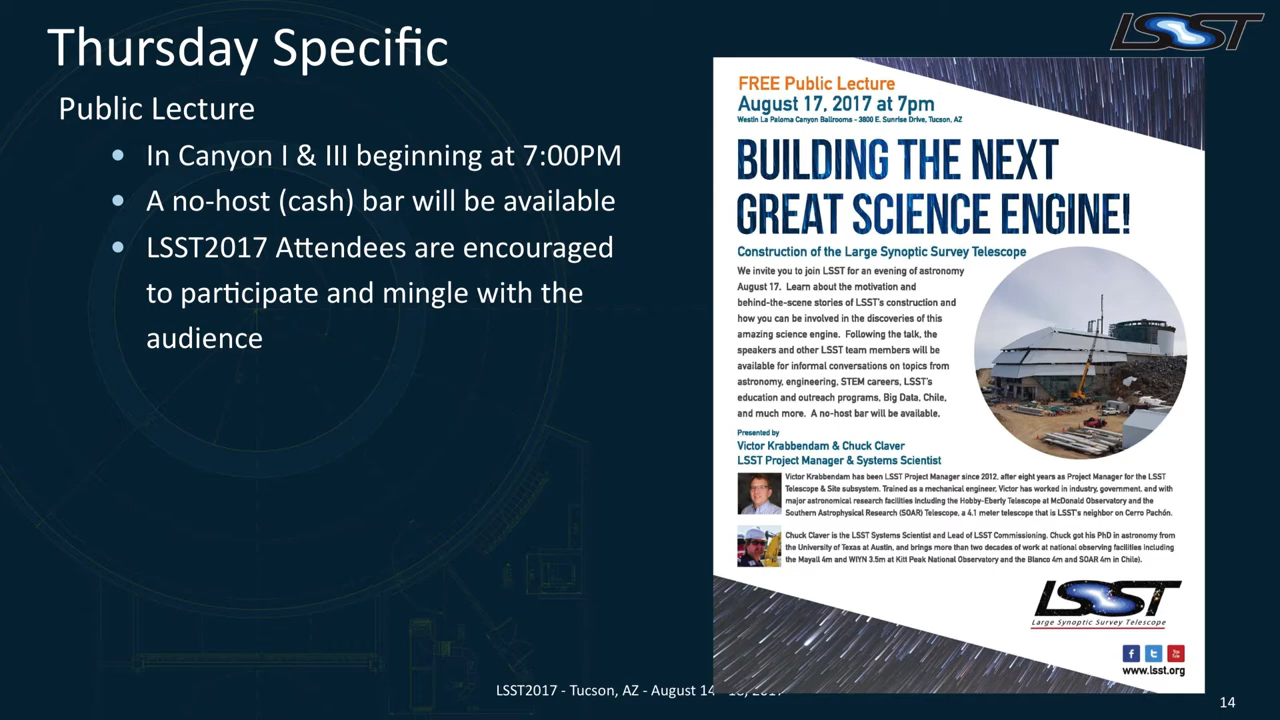 Thursday Specific
LSST
Public Lecture
In Canyon I & III beginning at 7:00PM
A no-host (cash) bar will be available
LSST2017 Attendees are encouraged
to participate and mingle with the
audience
FREE Public Lecture
August 17, 2017 at 7pm
Westin La Paloma Canyon Ballrooms - 3800 E. Sunrise Drive, Tucson, AZ
BUILDING THE NEXT
GREAT SCIENCE ENGINE!
Construction of the Large Synoptic Survey Telescope
We invite you to join LSST for an evening of astronomy
August 17. Learn about the motivation and
behind-the-scene stories of LSST's construction and
how you can be involved in the discoveries of this
amazing science engine. Following the talk, the
speakers and other LSST team members will be
available for informal conversations on topics from
astronomy, engineering, STEM careers, LSST's
education and outreach programs, Big Data, Chile,
and much more. A no-host bar will be available.
Presented by
Victor Krabbendam & Chuck Claver
LSST Project Manager & Systems Scientist
Victor Krabbendam has been LSST Project Manager since 2012, after eight years as Project Manager for the LSST
Telescope & Site subsystem. Trained as a mechanical engineer, Victor has worked in industry, government, and with
major astronomical research facilities including the Hobby-Eberly Telescope at McDonald Observatory and the
Southern Astrophysical Research (SOAR) Telescope, a 4.1 meter telescope that is LSST's neighbor on Cerro Pachón.
Chuck Claver is the LSST Systems Scientist and Lead of LSST Commissioning. Chuck got his PhD in astronomy from
the University of Texas at Austin, and brings more than two decades of work at national observing facilities including
the Mayall 4m and WIYN 3.5m at Kitt Peak National Observatory and the Blanco 4m and SOAR 4m in Chile).
LSST
Large Synoptic Survey Telescope
www.lsst.org
LSST2017 - Tucson, AZ - August 14 - 18, 2017
14